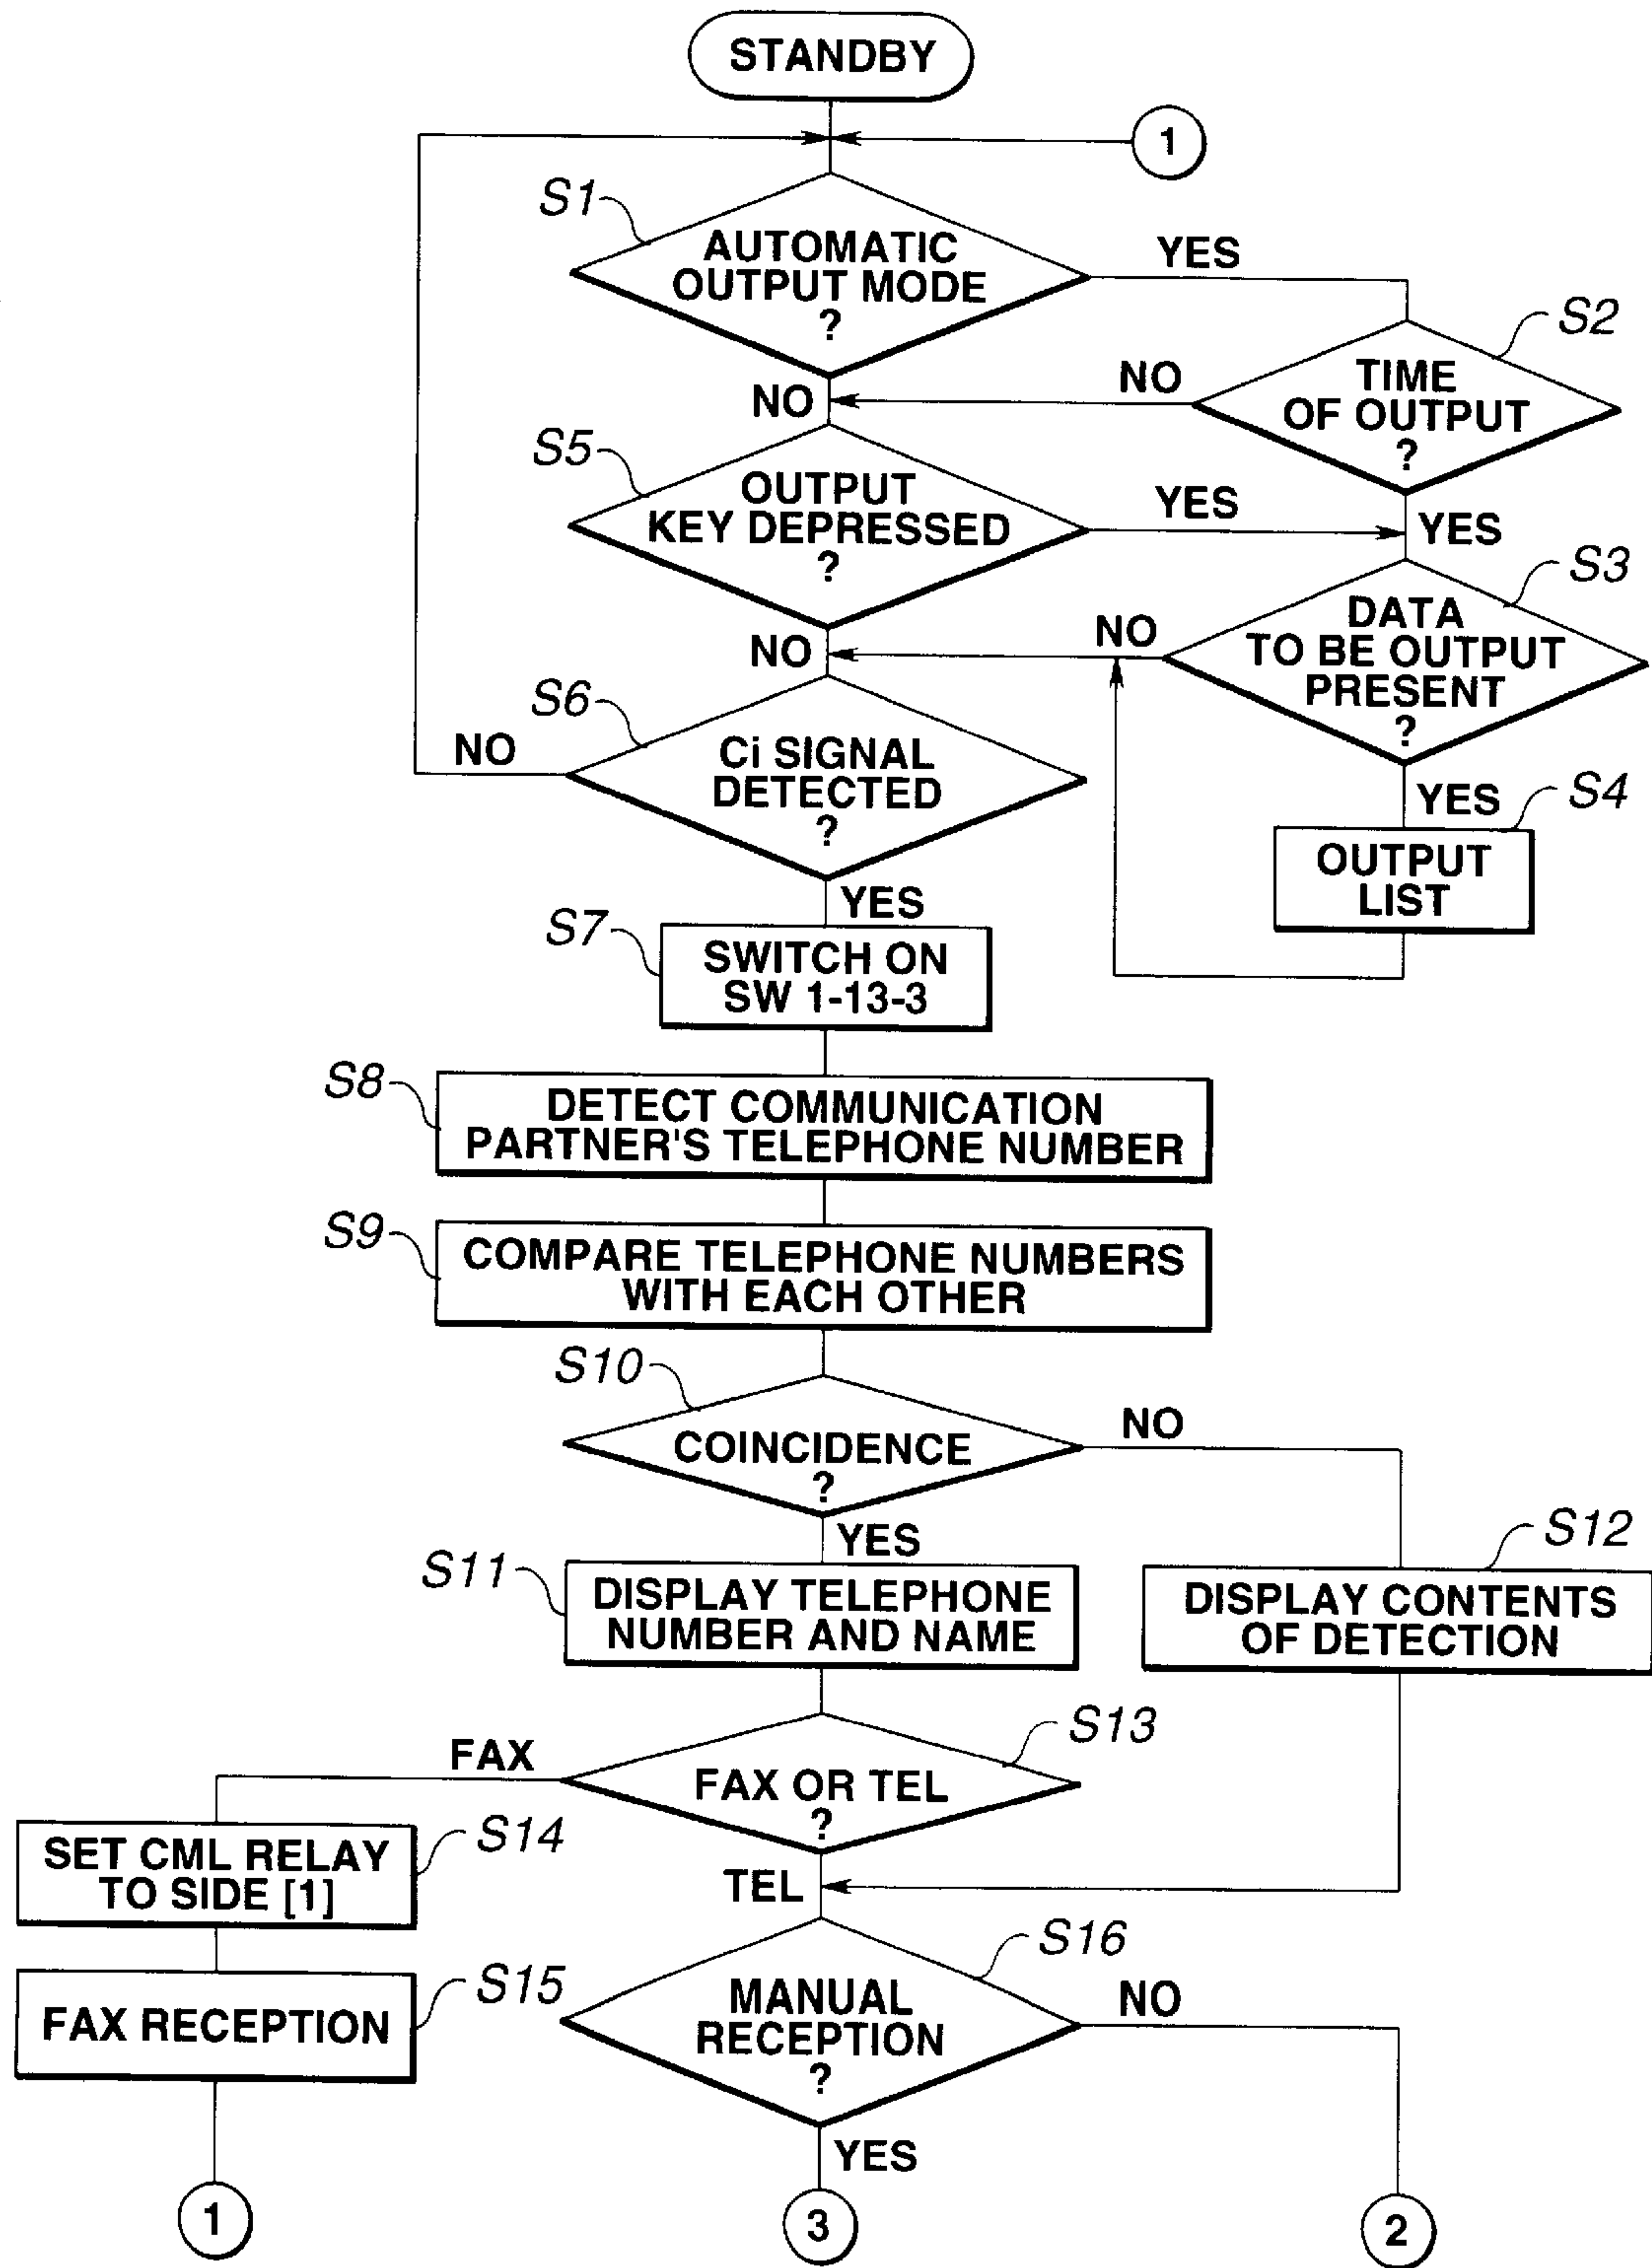 STANDBY
1
S1
AUTOMATIC
OUTPUT MODE
?
YES
S2
TIME
OF OUTPUT
?
NO
NO
YES
S5
OUTPUT
KEY DEPRESSED
?
YES
S3
DATA
TO BE OUTPUT
PRESENT
?
NO
NO
YES
S4
OUTPUT
LIST
S6
Ci SIGNAL
DETECTED
?
NO
YES
S7
SWITCH ON
SW 1-13-3
S8
DETECT COMMUNICATION
PARTNER'S TELEPHONE NUMBER
S9
COMPARE TELEPHONE NUMBERS
WITH EACH OTHER
S10
COINCIDENCE
?
NO
YES
S11
DISPLAY TELEPHONE
NUMBER AND NAME
S12
DISPLAY CONTENTS
OF DETECTION
S13
FAX OR TEL
?
FAX
TEL
S14
SET CML RELAY
TO SIDE [1]
S15
FAX RECEPTION
S16
MANUAL
RECEPTION
?
NO
YES
1
3
2